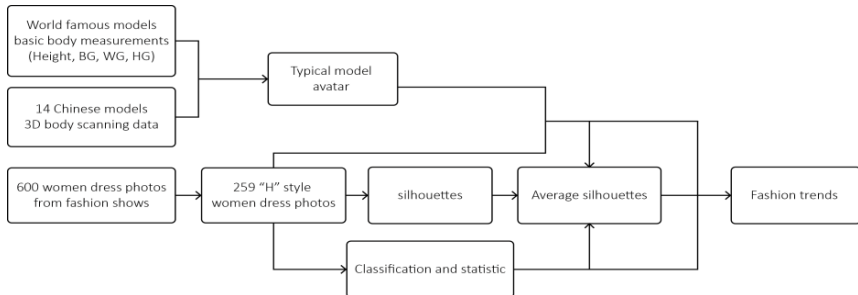 World famous models
basic body measurements
(Height, BG, WG, HG)
Typical model
avatar
14 Chinese models
3D body scanning data
600 women dress photos
from fashion shows
259 “H” style
women dress photos
silhouettes
Average silhouettes
Fashion trends
Classification and statistic